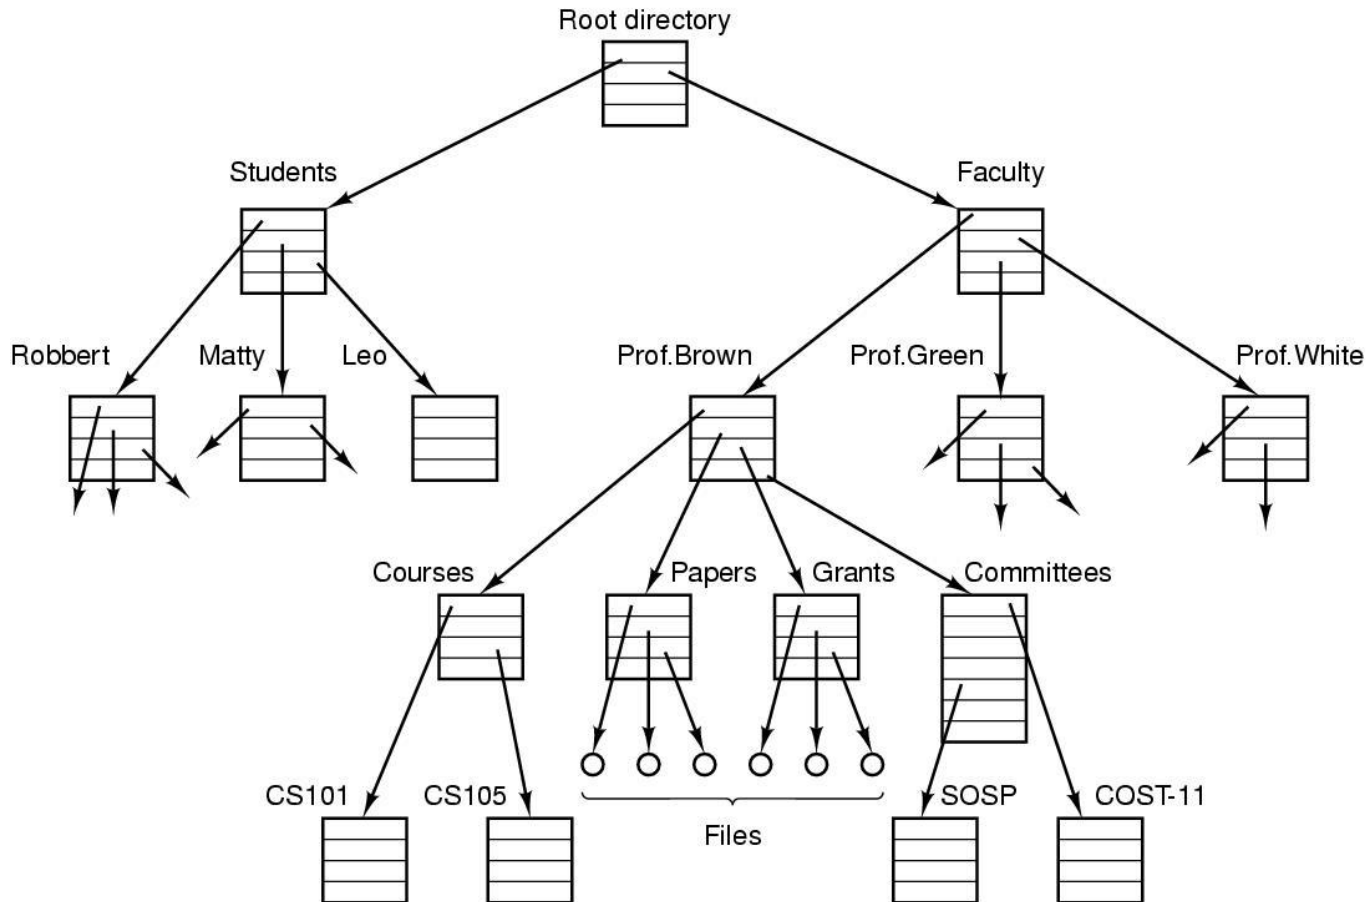 Root directory
Students
Faculty
Robbert
Matty
Leo
Prof.Brown
Prof.Green
Prof.White
Courses
Papers
Grants
Committees
CS101
CS105
SOSP
COST-11
Files